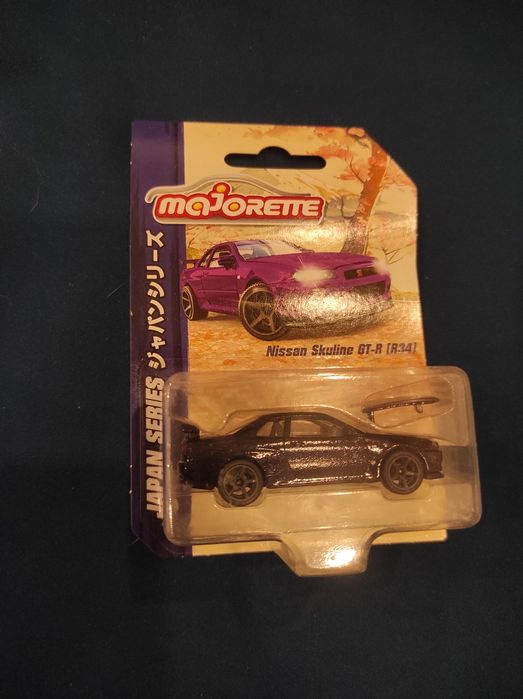 majorette
Nissan Skyline GT-R (R34)
JAPAN SERIES ジャパンシリーズ